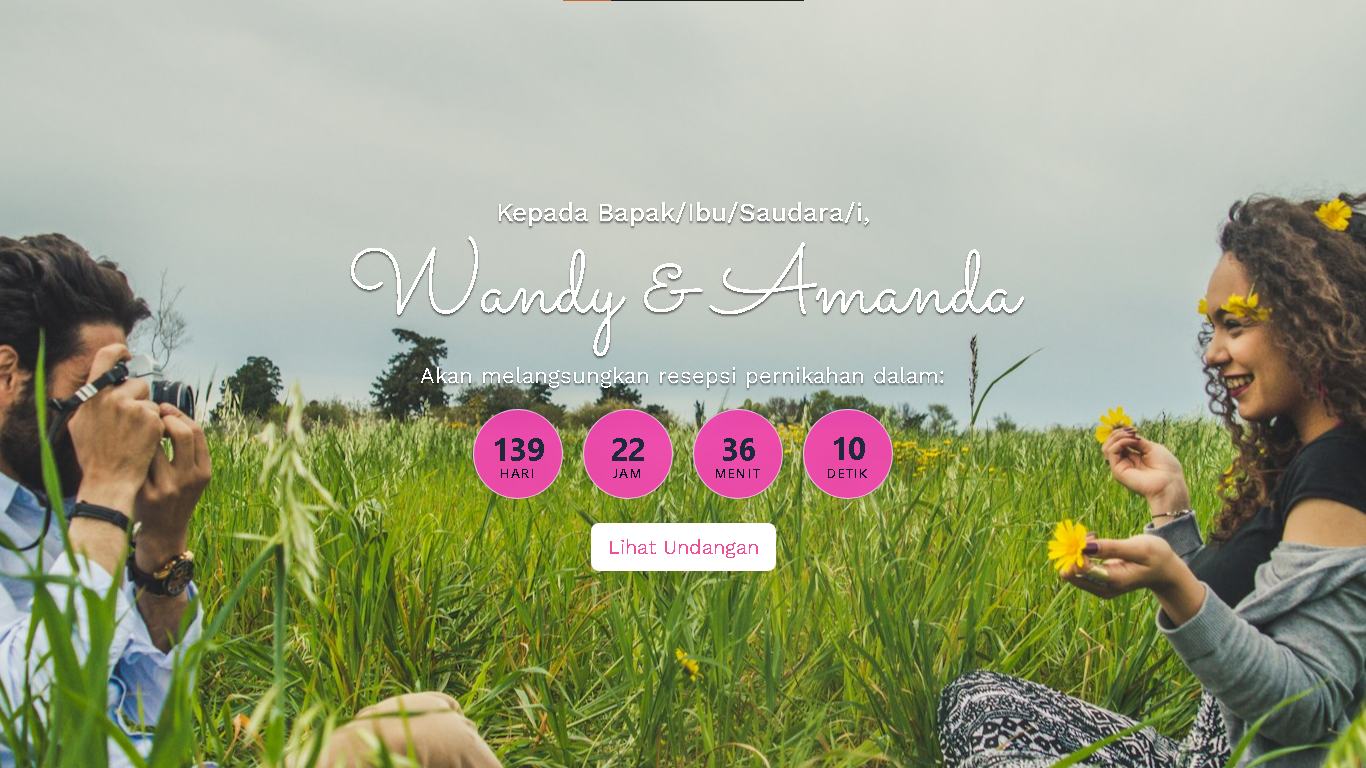 Kepada Bapak/Ibu/Saudara/i,
Wandy & Amanda
Akan melangsungkan resepsi pernikahan dalam:
139 22 36 10
HARI JAM MENIT DETIK
Lihat Undangan